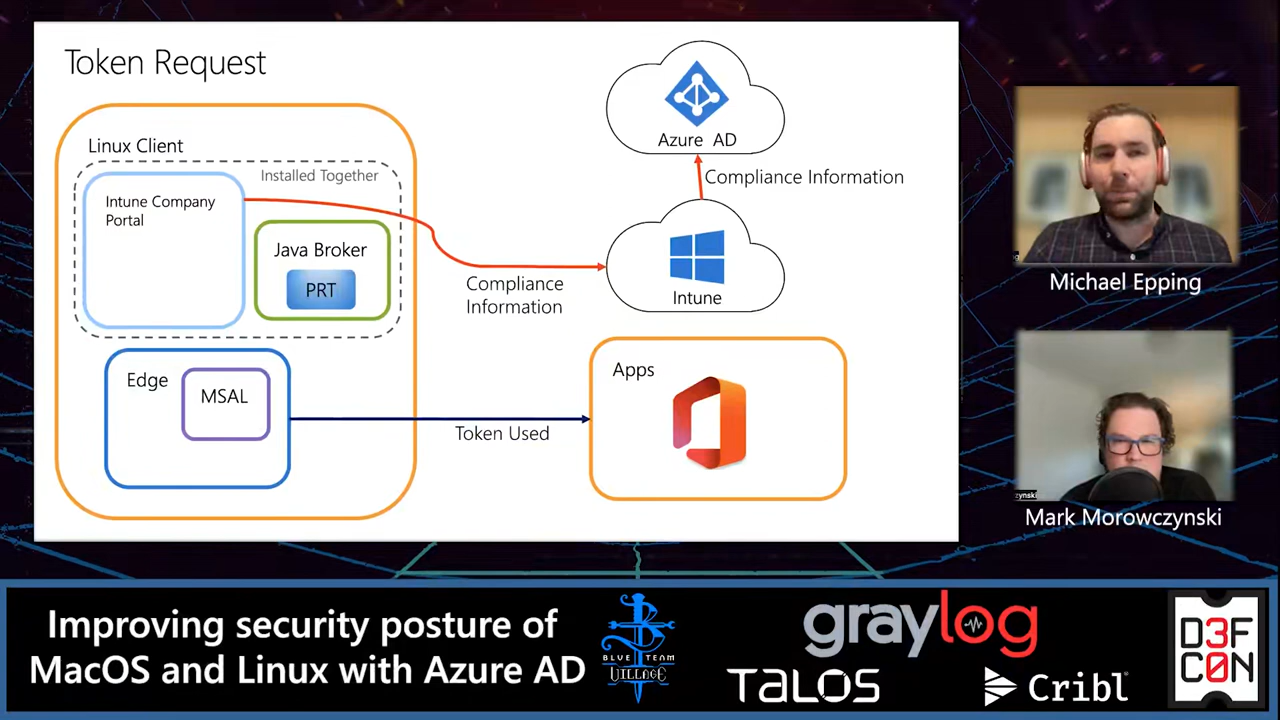 Token Request
Linux Client
Installed Together
Intune Company
Portal
Java Broker
PRT
Edge
MSAL
Azure AD
Compliance Information
Intune
Compliance
Information
Apps
Token Used
Michael Epping
zynski
Mark Morowczynski
Improving security posture of
MacOS and Linux with Azure AD
BLUE TEAM
VILLAGE
graylog
TALOS
Cribl
D3F
C0N